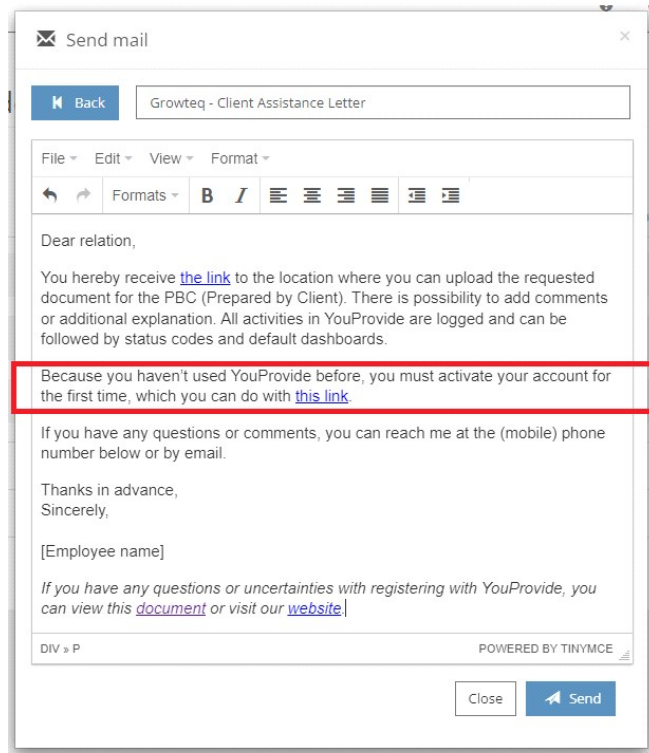 Send mail
×
Back
Growteq - Client Assistance Letter
File Edit View Format
Formats B I
Dear relation,
You hereby receive the link to the location where you can upload the requested
document for the PBC (Prepared by Client). There is possibility to add comments
or additional explanation. All activities in YouProvide are logged and can be
followed by status codes and default dashboards.
Because you haven't used YouProvide before, you must activate your account for
the first time, which you can do with this link.
If you have any questions or comments, you can reach me at the (mobile) phone
number below or by email.
Thanks in advance,
Sincerely,
[Employee name]
If you have any questions or uncertainties with registering with YouProvide, you
can view this document or visit our website.
DIV » P
POWERED BY TINYMCE
Close
Send